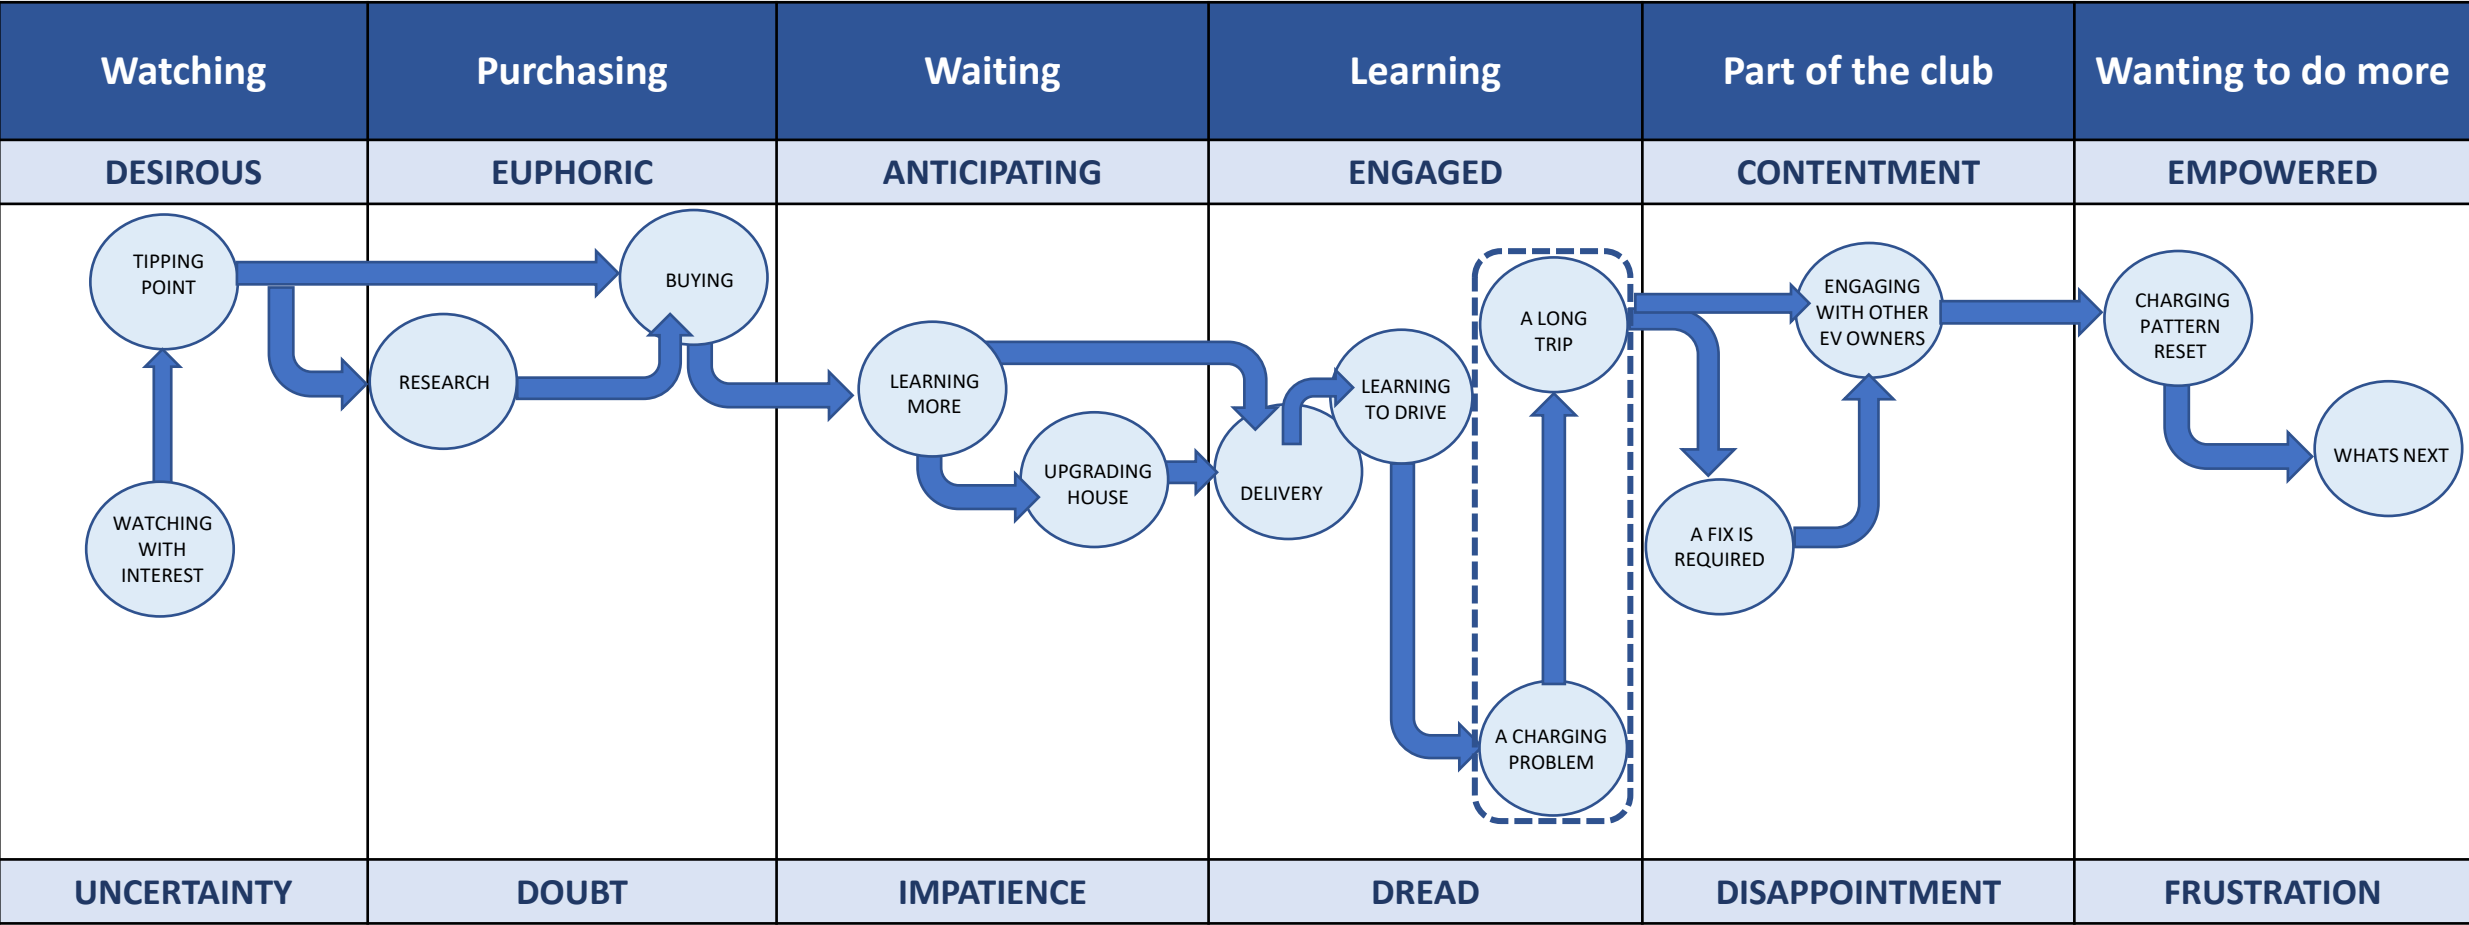 Watching
Purchasing
Waiting
Learning
Part of the club
Wanting to do more
DESIROUS
EUPHORIC
ANTICIPATING
ENGAGED
CONTENTMENT
EMPOWERED
TIPPING
POINT
WATCHING
WITH
INTEREST
RESEARCH
BUYING
LEARNING
MORE
UPGRADING
HOUSE
DELIVERY
LEARNING
TO DRIVE
A LONG
TRIP
A CHARGING
PROBLEM
A FIX IS
REQUIRED
ENGAGING
WITH OTHER
EV OWNERS
CHARGING
PATTERN
RESET
WHATS NEXT
UNCERTAINTY
DOUBT
IMPATIENCE
DREAD
DISAPPOINTMENT
FRUSTRATION